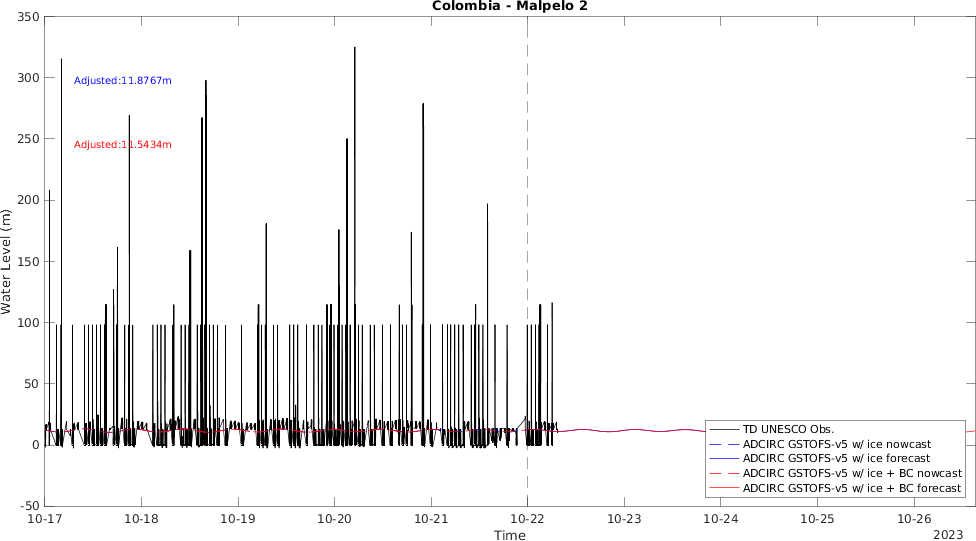 Colombia - Malpelo 2
350
300
250
200
150
100
50
0
-50
Water Level (m)
Adjusted:11.8767m
Adjusted:11.5434m
TD UNESCO Obs.
ADCIRC GSTOFS-v5 w/ ice nowcast
ADCIRC GSTOFS-v5 w/ ice forecast
ADCIRC GSTOFS-v5 w/ ice + BC nowcast
ADCIRC GSTOFS-v5 w/ ice + BC forecast
10-17 10-18 10-19 10-20 10-21 10-22 10-23 10-24 10-25 10-26
Time
2023